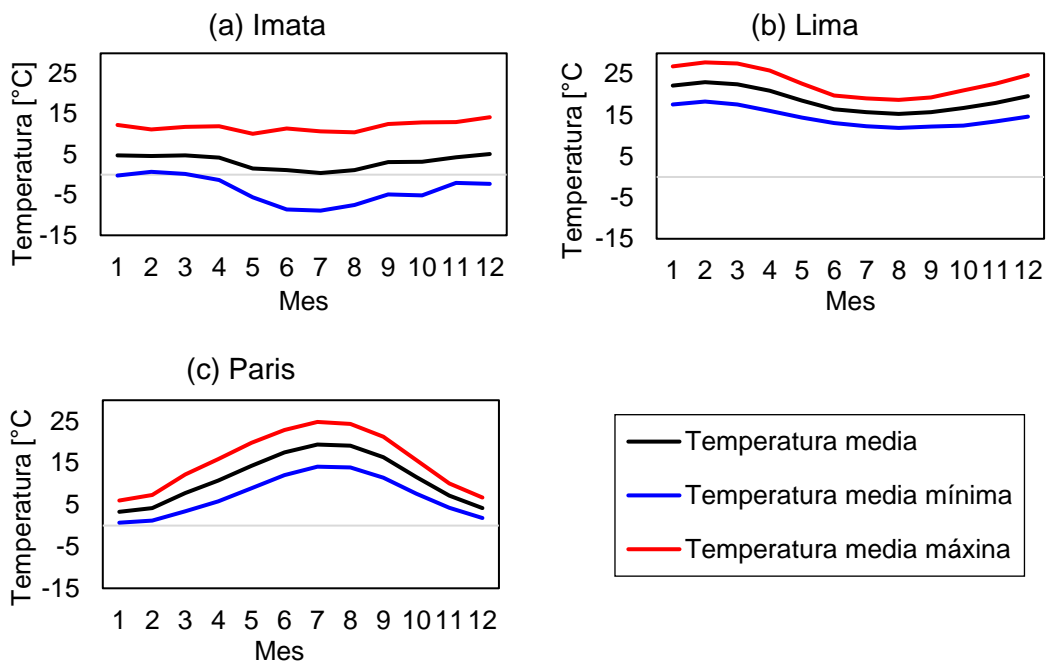 (a) Imata
Temperatura [°C]
25
15
5
-5
-15
1 2 3 4 5 6 7 8 9 10 11 12
Mes
(b) Lima
Temperatura [°C
25
15
5
-5
-15
1 2 3 4 5 6 7 8 9 10 11 12
Mes
(c) Paris
Temperatura [°C
25
15
5
-5
-15
1 2 3 4 5 6 7 8 9 10 11 12
Mes
Temperatura media
Temperatura media mínima
Temperatura media máxina